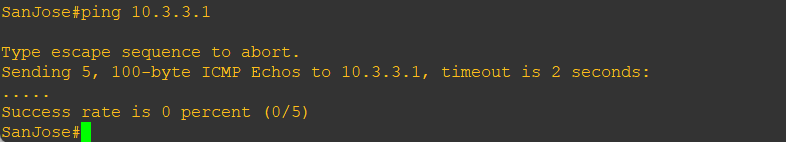 SanJose#ping 10.3.3.1
Type escape sequence to abort.
Sending 5, 100-byte ICMP Echos to 10.3.3.1, timeout is 2 seconds:
.....
Success rate is 0 percent (0/5)
SanJose#